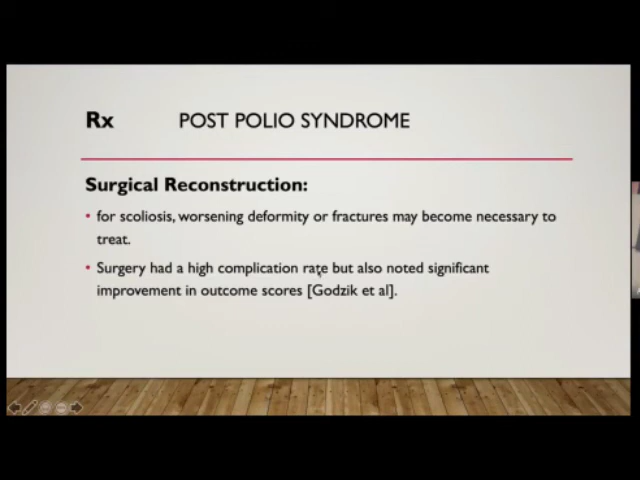 Rx POST POLIO SYNDROME
Surgical Reconstruction:
• for scoliosis, worsening deformity or fractures may become necessary to
treat.
• Surgery had a high complication rate but also noted significant
improvement in outcome scores [Godzik et al].